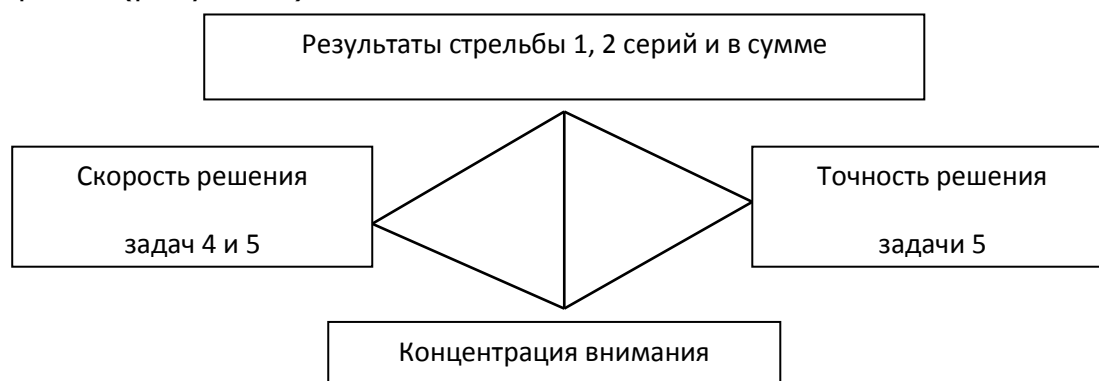 Результаты стрельбы 1, 2 серий и в сумме
Скорость решения
задач 4 и 5
Точность решения
задачи 5
Концентрация внимания